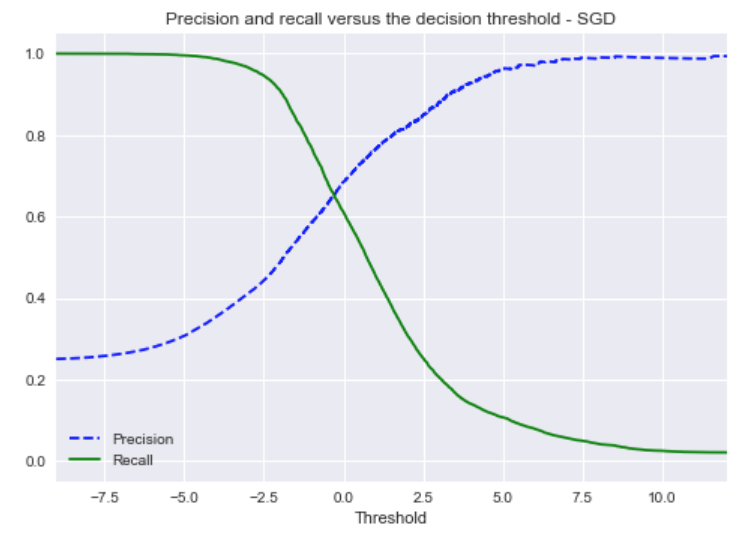 Precision and recall versus the decision threshold - SGD
1.0
0.8
0.6
0.4
0.2
0.0
Precision
Recall
−7.5 −5.0 −2.5 0.0 2.5 5.0 7.5 10.0
Threshold